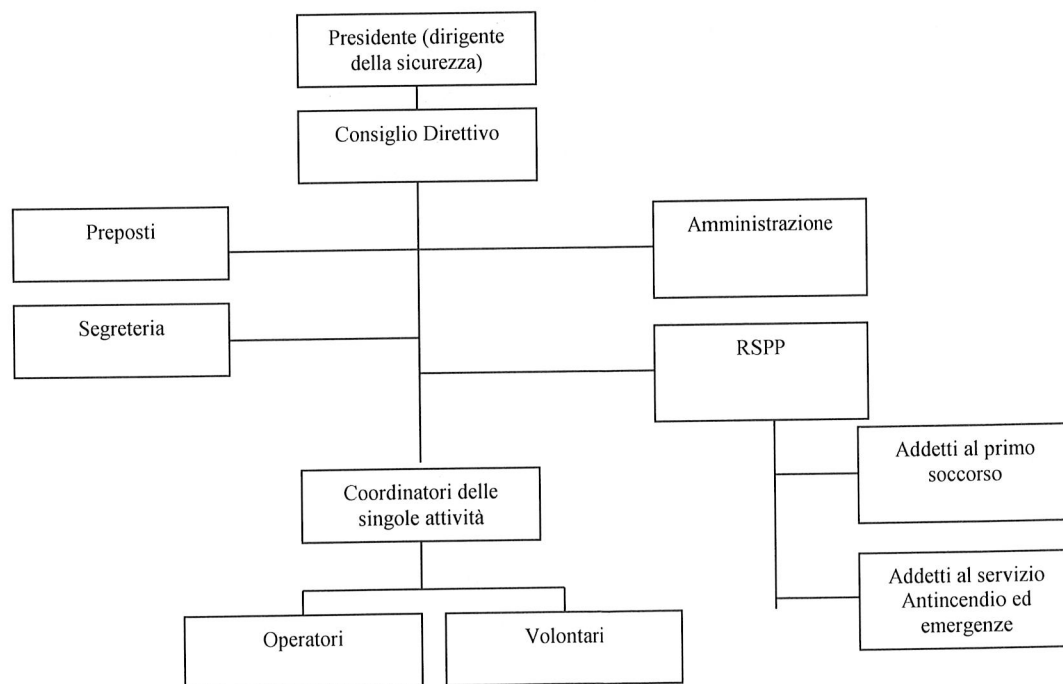 Presidente (dirigente
della sicurezza)
Consiglio Direttivo
Preposti
Amministrazione
Segreteria
RSPP
Addetti al primo
soccorso
Coordinatori delle
singole attività
Addetti al servizio
Antincendio ed
emergenze
Operatori
Volontari